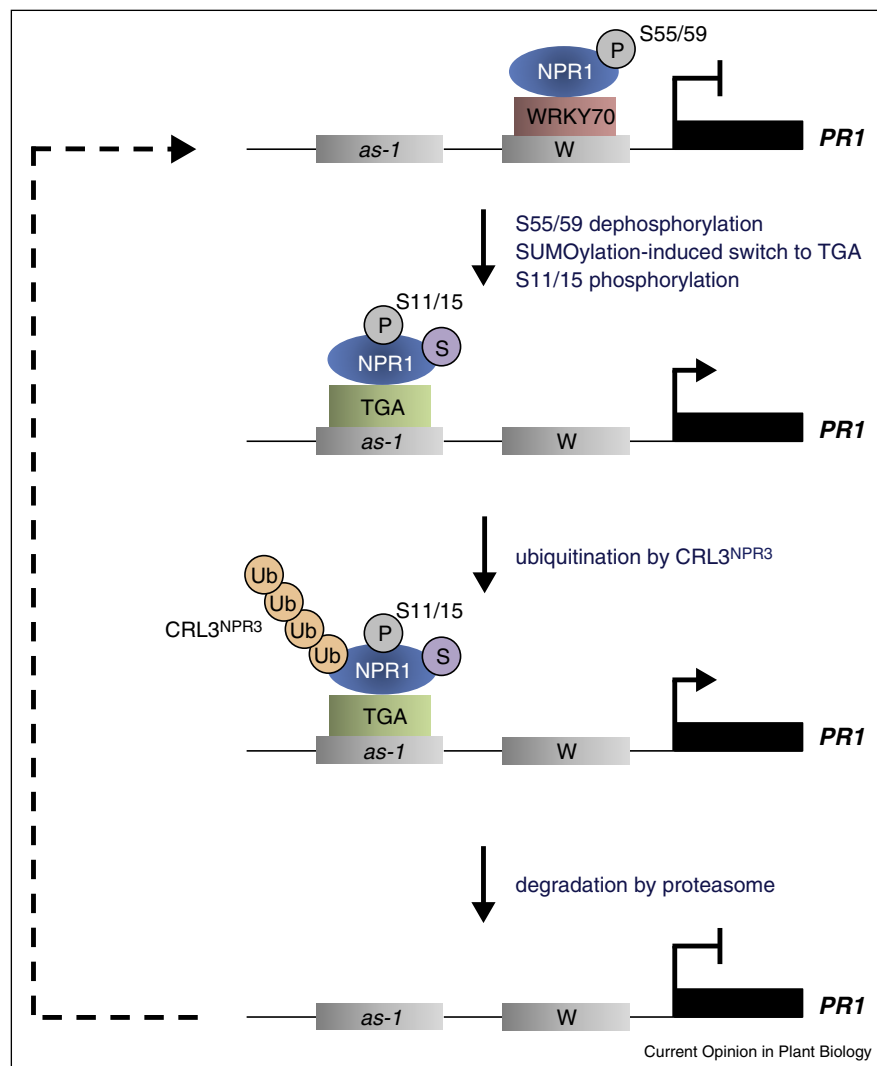 S55/59
P
NPR1
WRKY70
as-1
W
PR1
S55/59 dephosphorylation
SUMOylation-induced switch to TGA
S11/15 phosphorylation
S11/15
P
S
NPR1
TGA
as-1
W
PR1
ubiquitination by CRL3NPR3
Ub
Ub
Ub
Ub
CRL3NPR3
S11/15
P
S
NPR1
TGA
as-1
W
PR1
degradation by proteasome
as-1
W
PR1
Current Opinion in Plant Biology